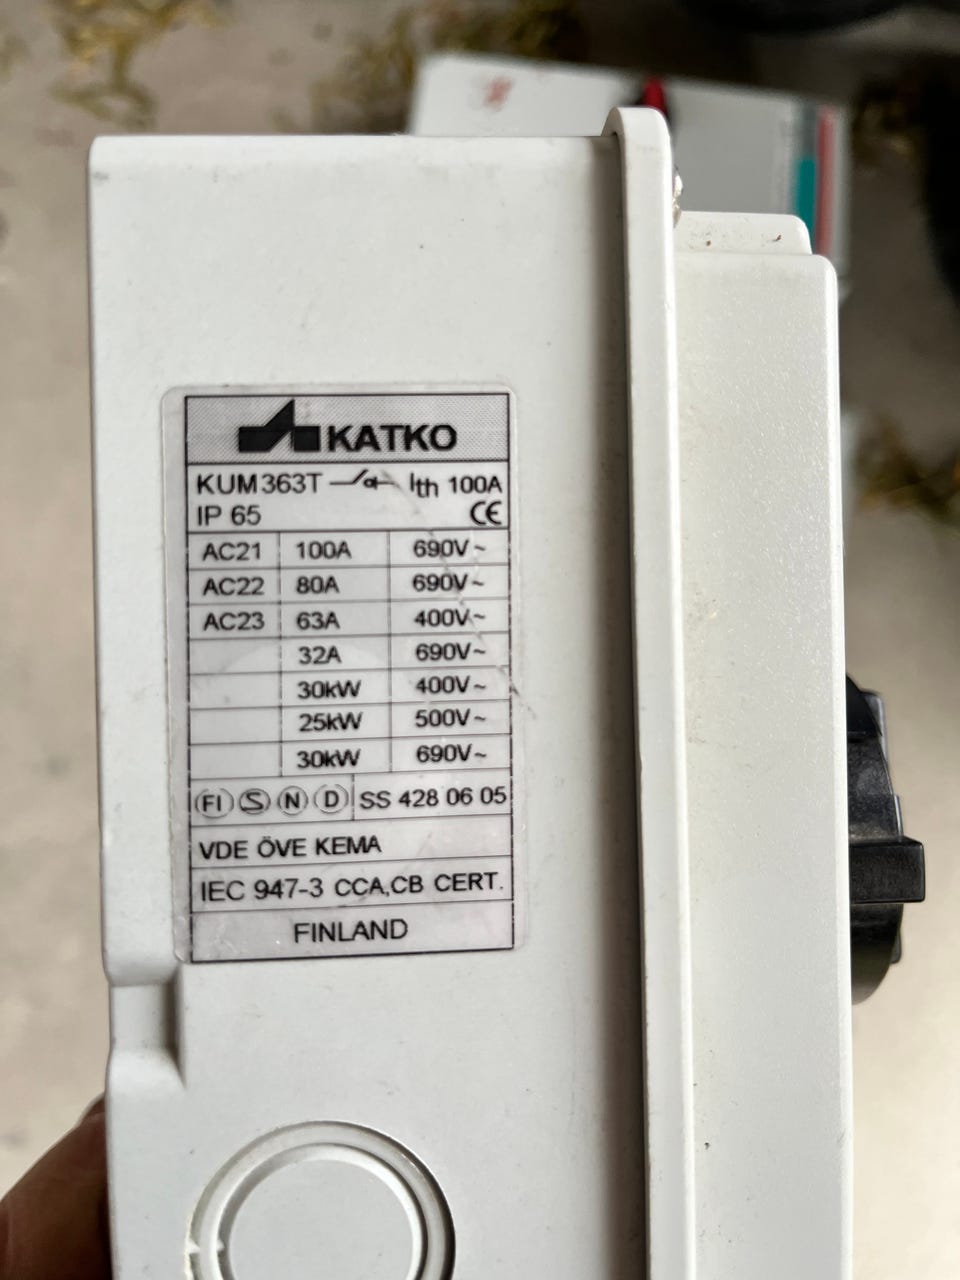 KATKO
KUM363T Ith 100A
IP 65 CE
AC21 100A 690V~
AC22 80A 690V~
AC23 63A 400V~
32A 690V~
30kW 400V~
25kW 500V~
30kW 690V~
FI S N D SS 428 06 05
VDE ÖVE KEMA
IEC 947-3 CCA,CB CERT.
FINLAND